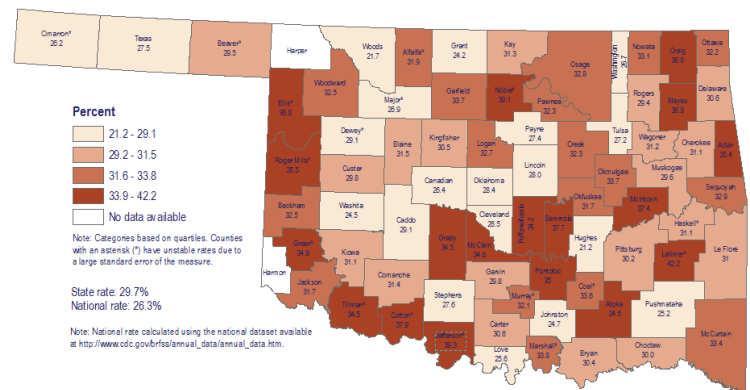 Cimarron*
26.2
Texas
27.5
Beaver*
29.5
Harper
Woods
21.7
Alfalfa*
31.9
Grant
24.2
Kay
31.3
Osage
32.8
Washington
Nowata
33.1
Craig
38.8
Ottawa
32.2
Ellis*
36.8
Woodward
32.5
Major*
Garfield
33.7
Noble*
39.1
Pawnee
32.3
Rogers
29.4
Mayes
Delaware
30.6
Dewey*
29.1
Blaine
31.5
Kingfisher
30.5
Logan
32.7
Payne
27.4
Creek
32.3
Tulsa
27.2
Wagoner
31.2
Cherokee
31.1
Adair
Roger Mills*
Custer
29.8
Canadian
26.4
Oklahoma
28.4
Lincoln
28.0
Okmulgee
33.7
Muskogee
29.6
Sequoyah
32.9
Beckham
32.5
Washita
24.5
Caddo
29.1
Cleveland
26.5
Pottawatomie
34.2
Seminole
37.7
Okfuskee
31.7
McIntosh
37.4
Haskell*
31.1
Greer*
34.9
Kiowa
31.1
Grady
34.5
McClain
34.8
Hughes
21.2
Pittsburg
30.2
Latimer*
42.2
Le Flore
31
Harmon
Jackson
31.7
Comanche
31.4
Garvin
29.8
Pontotoc
35
Coal*
33.6
Tillman*
34.5
Cotton*
37.9
Stephens
27.6
Murray*
32.1
Johnston
24.7
Atoka
34.5
Pushmataha
25.2
McCurtain
33.4
Jefferson*
Carter
30.6
Love
25.6
Marshall*
33.8
Bryan
30.4
Choctaw
30.0
Percent
21.2 - 29.1
29.2 - 31.5
31.6 - 33.8
33.9 - 42.2
No data available
Note: Categories based on quartiles. Counties
with an asterisk (*) have unstable rates due to
a large standard error of the measure.
State rate: 29.7%
National rate: 26.3%
Note: National rate calculated using the national dataset available
at http://www.cdc.gov/brfss/annual_data/annual_data.htm.